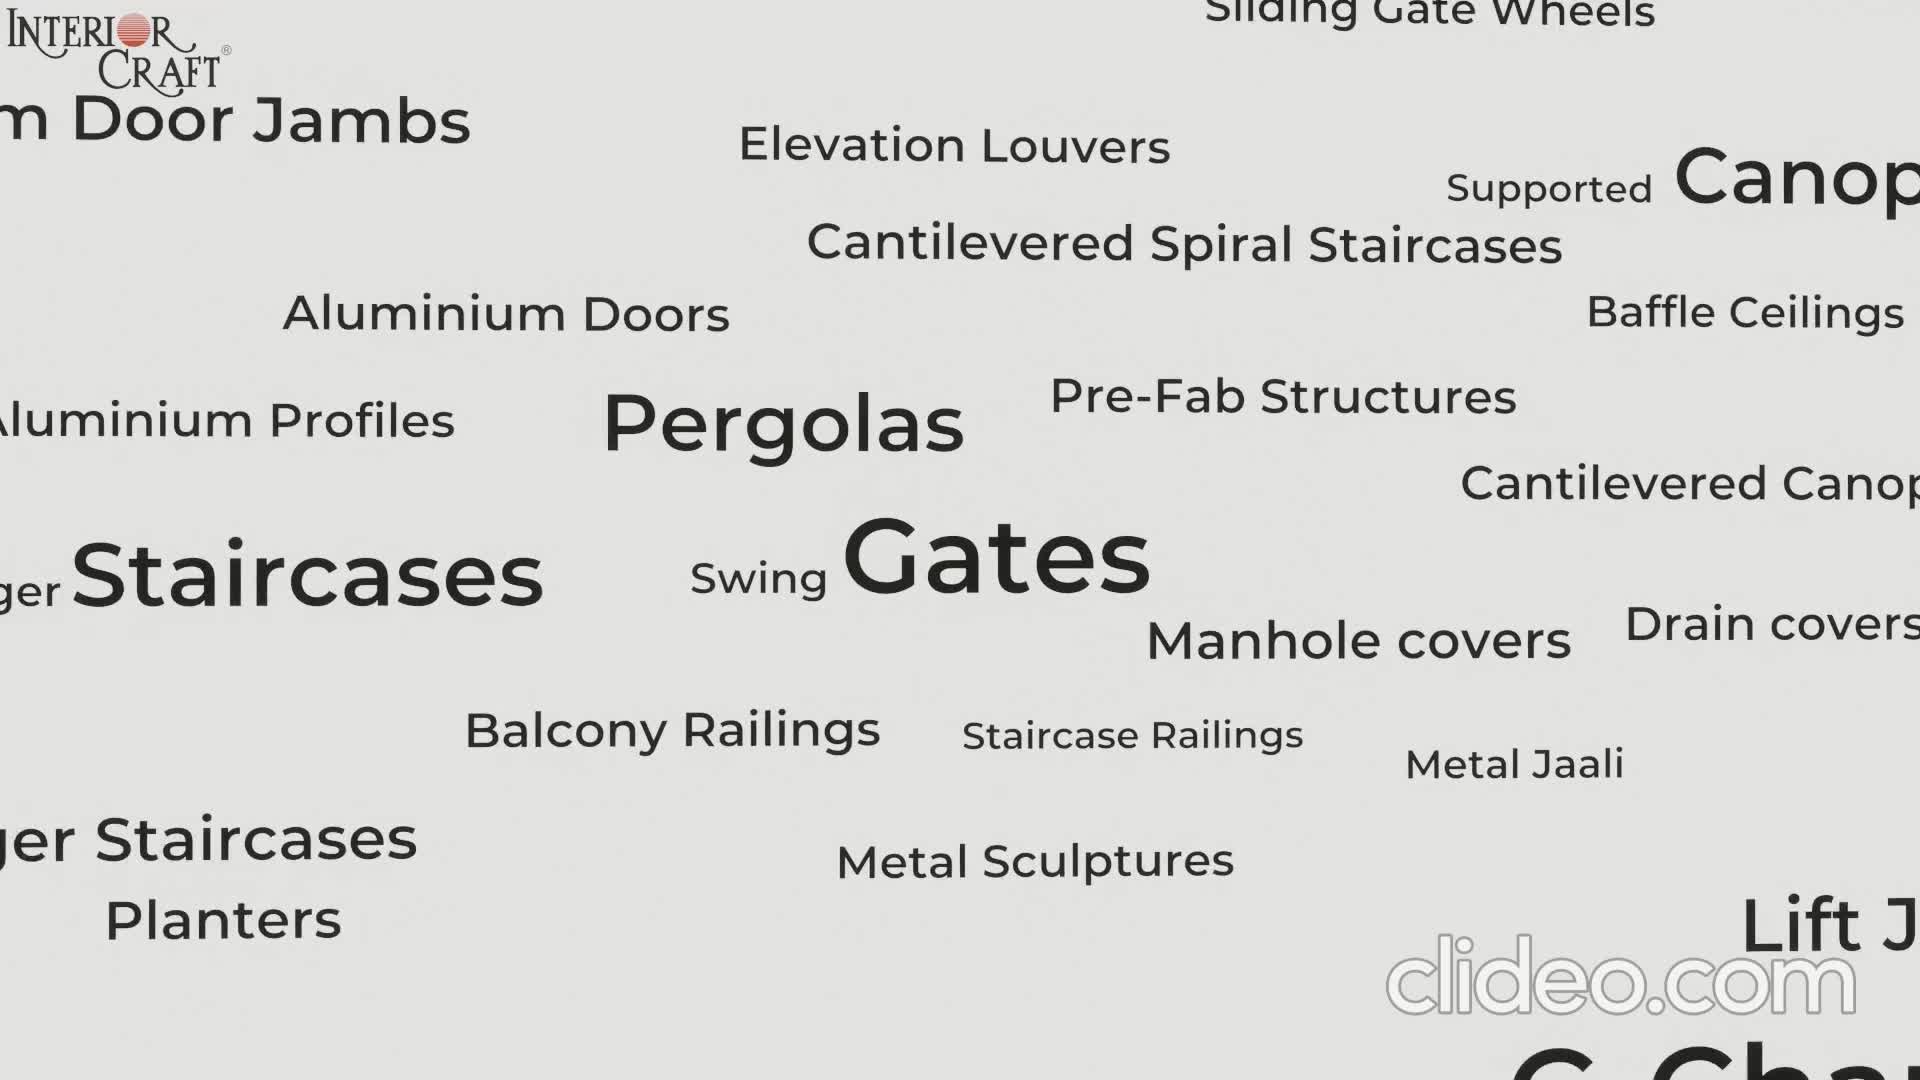 INTERIOR
CRAFT®
Sliding Gate Wheels
m Door Jambs
Elevation Louvers
Supported Canop
Cantilevered Spiral Staircases
Aluminium Doors
Baffle Ceilings
Aluminium Profiles
Pergolas
Pre-Fab Structures
Cantilevered Canop
ger Staircases
Swing Gates
Manhole covers
Drain covers
Balcony Railings
Staircase Railings
Metal Jaali
ger Staircases
Metal Sculptures
Planters
Lift J
clideo.com